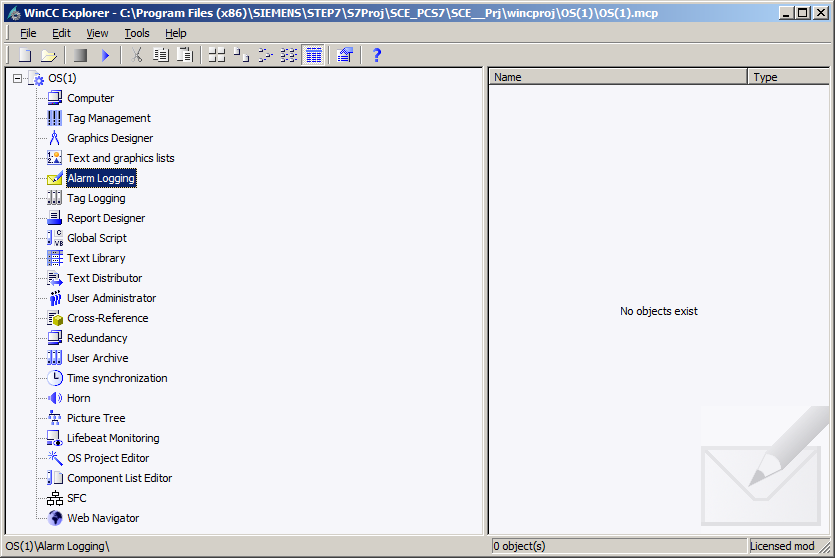 WinCC Explorer - C:\Program Files (x86)\SIEMENS\STEP7\S7Proj\SCE_PCS7\SCE__Prj\wincproj\OS(1)\OS(1).mcp
File Edit View Tools Help
OS(1)
Computer
Tag Management
Graphics Designer
Text and graphics lists
Alarm Logging
Tag Logging
Report Designer
Global Script
Text Library
Text Distributor
User Administrator
Cross-Reference
Redundancy
User Archive
Time synchronization
Horn
Picture Tree
Lifebeat Monitoring
OS Project Editor
Component List Editor
SFC
Web Navigator
Name Type
No objects exist
OS(1)\Alarm Logging\ 0 object(s) Licensed mod